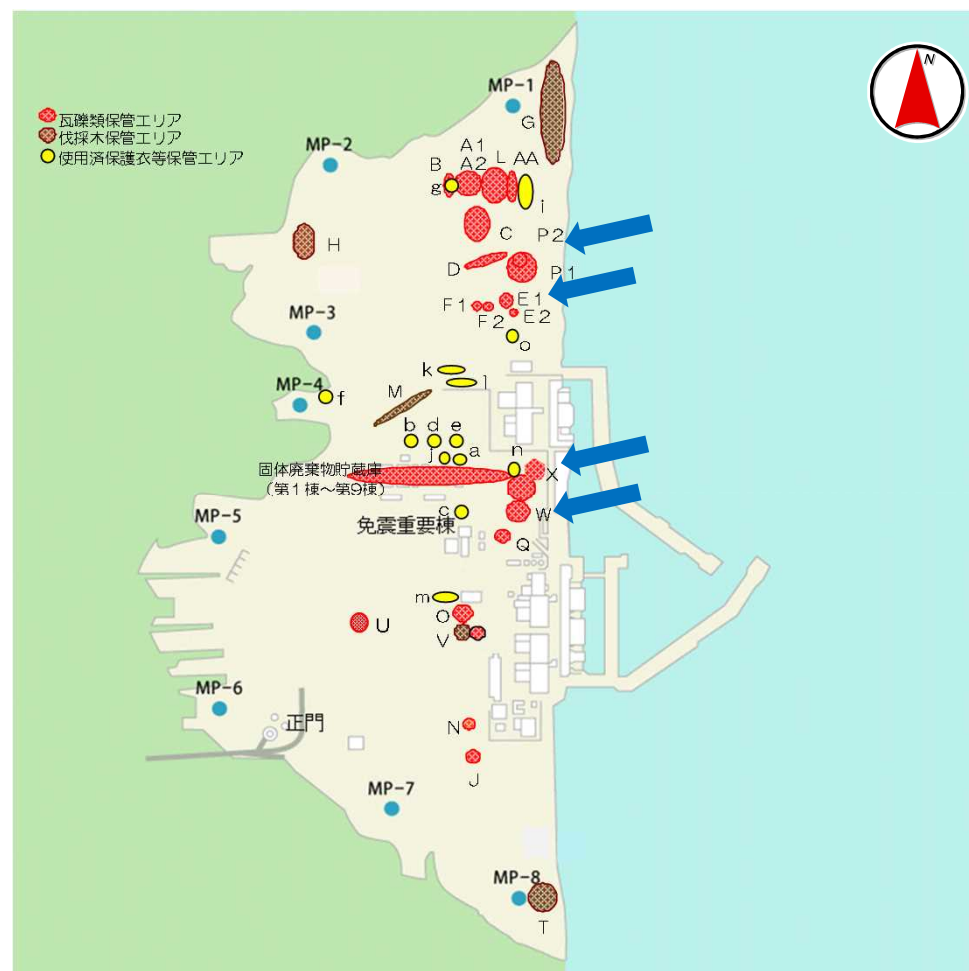 N
MP-1
瓦礫類保管エリア
伐採木保管エリア
使用済保護衣等保管エリア
G
MP-2
A1
A2
L
AA
B
g
i
C
P2
H
D
P1
E1
F1
F2
E2
MP-3
o
k
l
MP-4
f
M
b
d
e
j
a
n
固体廃棄物貯蔵庫
(第1棟～第9棟)
X
c
W
MP-5
免震重要棟
Q
m
O
U
V
MP-6
正門
N
J
MP-7
MP-8
T